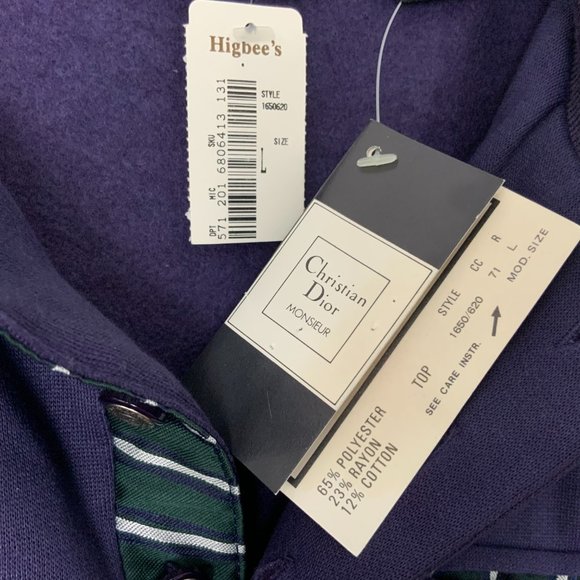 Higbee's
STYLE
1650620
SIZE
L
DPT MIC SKU
571 201 6806413 131
Christian
Dior
MONSIEUR
STYLE CC R
1650/620 71 L
MOD. SIZE
TOP
SEE CARE INSTR.
65% POLYESTER
23% RAYON
12% COTTON